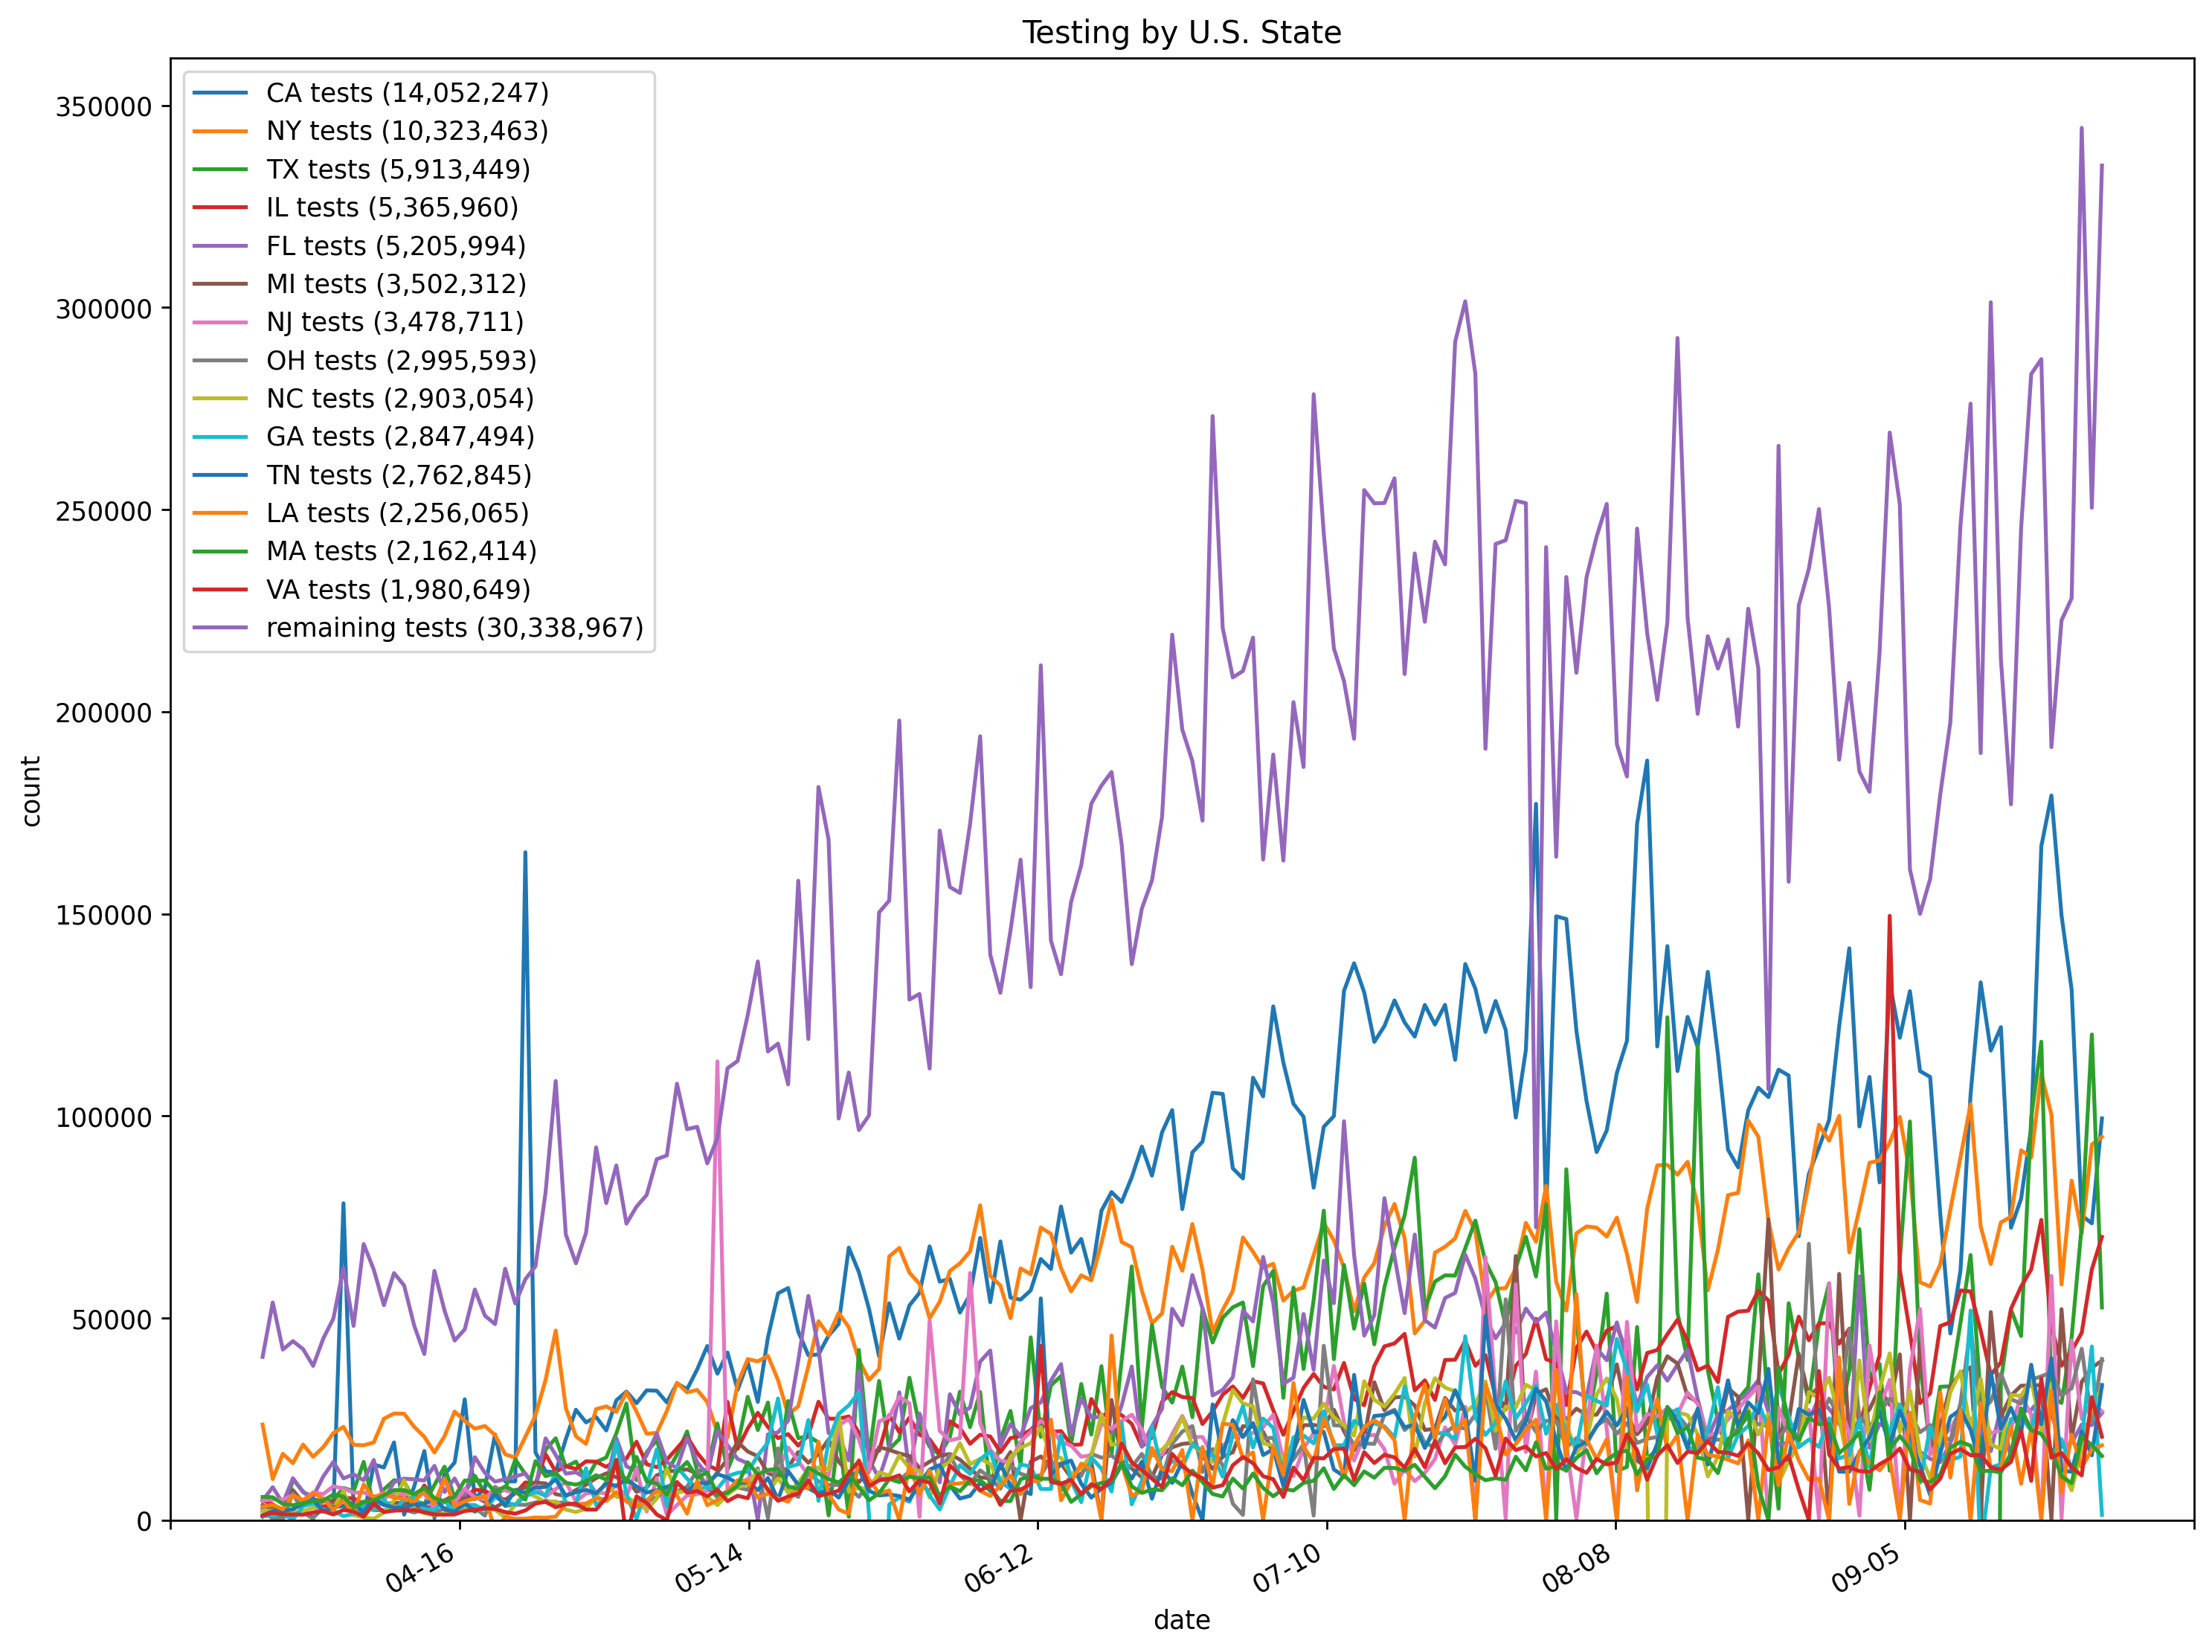 Testing by U.S. State
CA tests (14,052,247)
NY tests (10,323,463)
TX tests (5,913,449)
IL tests (5,365,960)
FL tests (5,205,994)
MI tests (3,502,312)
NJ tests (3,478,711)
OH tests (2,995,593)
NC tests (2,903,054)
GA tests (2,847,494)
TN tests (2,762,845)
LA tests (2,256,065)
MA tests (2,162,414)
VA tests (1,980,649)
remaining tests (30,338,967)
350000
300000
250000
200000
150000
100000
50000
0
count
04-16
05-14
06-12
07-10
08-08
09-05
date